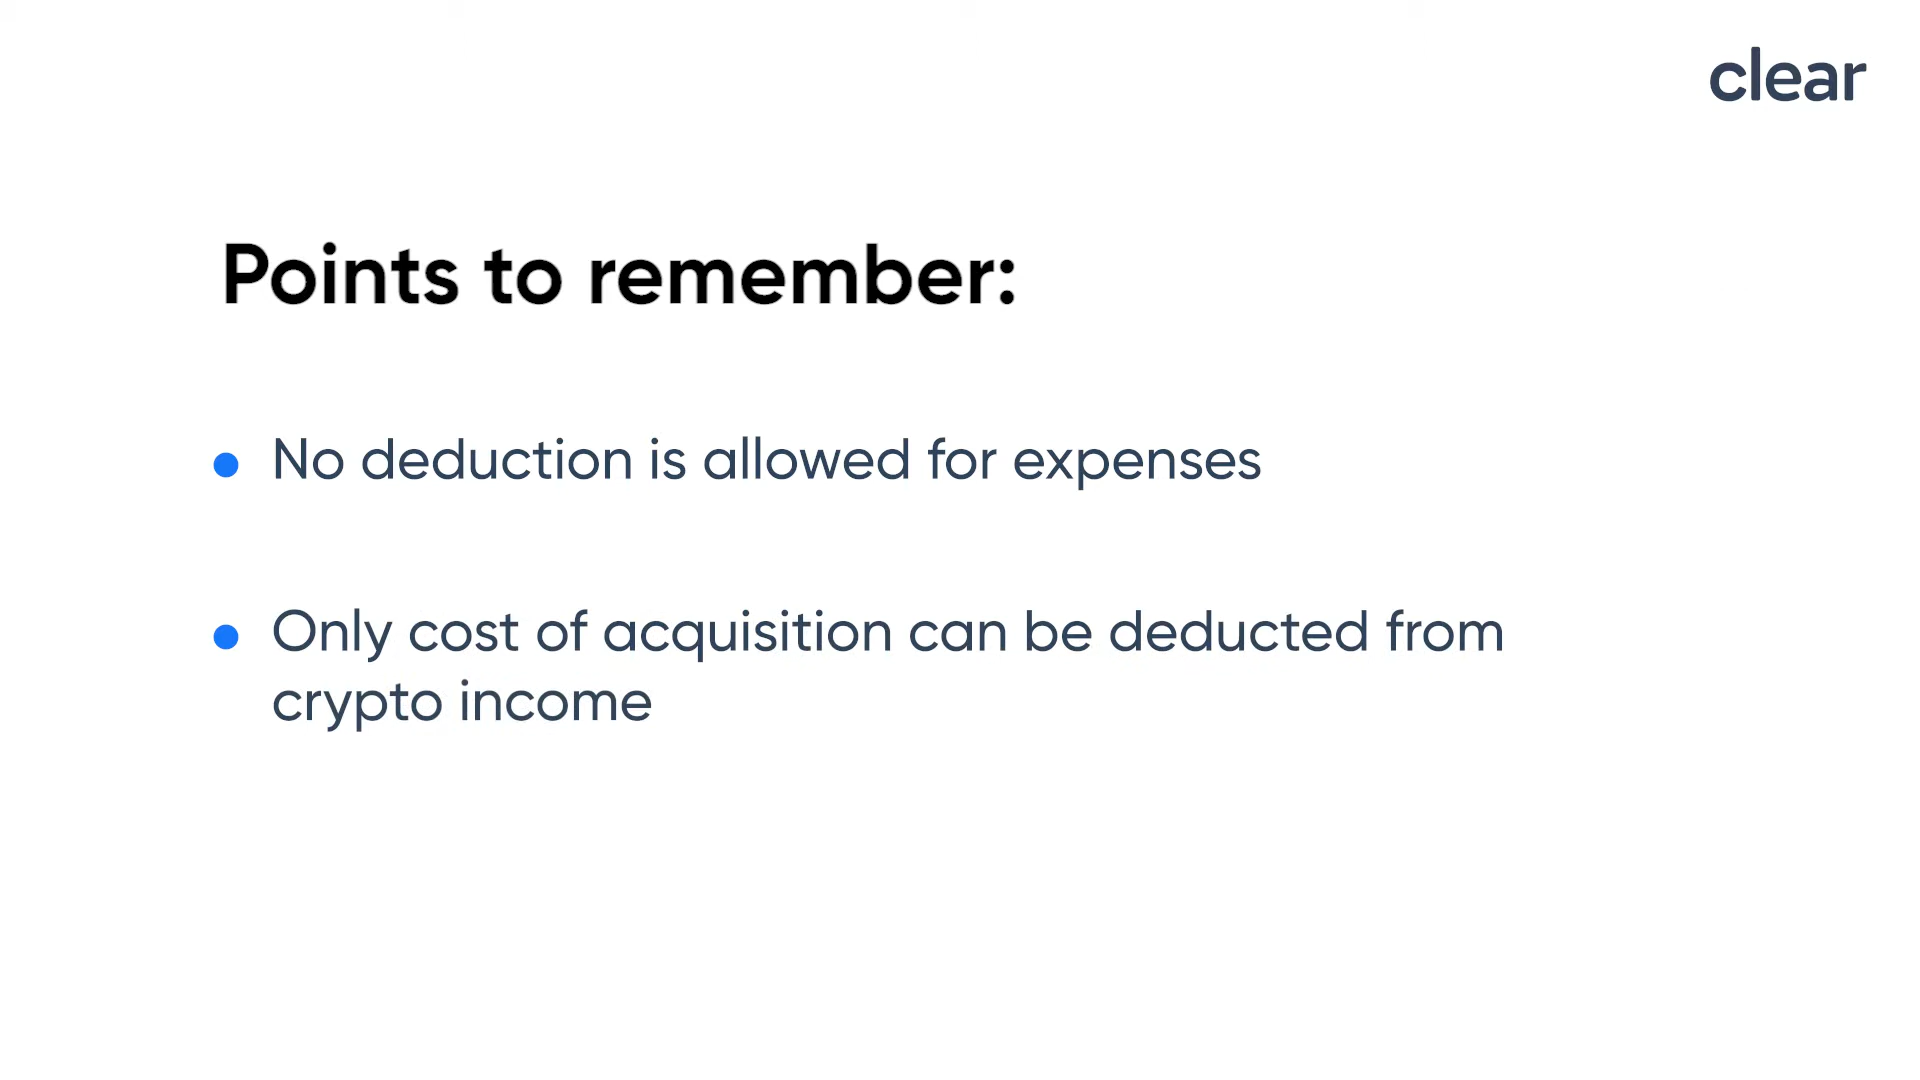 clear
Points to remember:
No deduction is allowed for expenses
Only cost of acquisition can be deducted from
crypto income